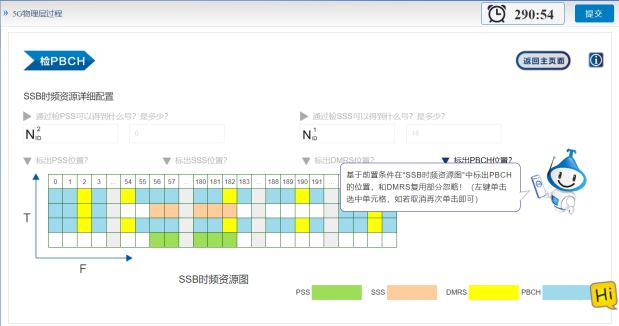 » 5G物理层过程
290:54
提交
检PBCH
返回主页面
SSB时频资源详细配置
通过检PSS可以得到什么号？是多少？
通过检SSS可以得到什么号？是多少？
N²ID
0
N¹ID
标出PSS位置？
标出SSS位置？
标出DMRS位置？
标出PBCH位置？
基于前置条件在“SSB时频资源图”中标出PBCH
的位置，和DMRS复用部分忽略！（左键单击
选中单元格，如若取消再次单击即可）
0 1 2 ... 54 55 56 ... 180 181 182 183 ... 188 189 190 191
T
F
SSB时频资源图
PSS
SSS
DMRS
PBCH
Hi